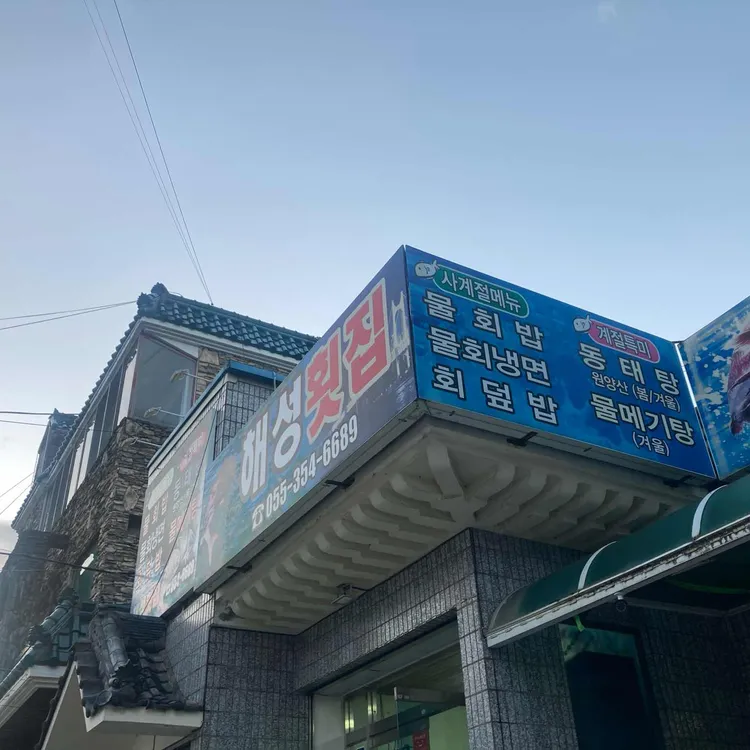 해성횟집
☎055-354-6689
사계절메뉴
물회밥
물회냉면
회덮밥
계절특미
동태탕
원양산 (봄/겨울)
물메기탕
(겨울)